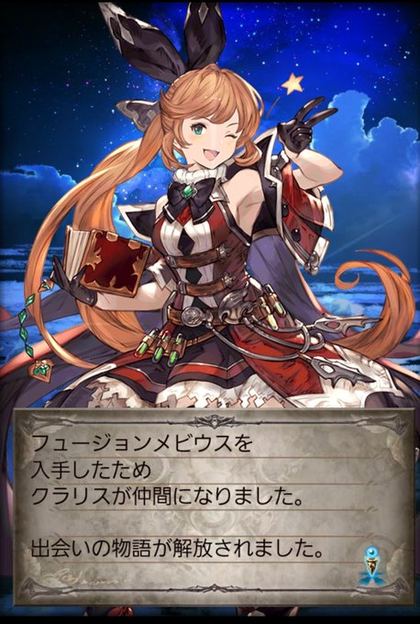 フュージョンメビウスを
入手したため
クラリスが仲間になりました。
出会いの物語が解放されました。